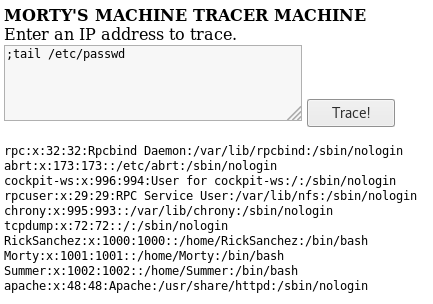 MORTY'S MACHINE TRACER MACHINE
Enter an IP address to trace.
;tail /etc/passwd
Trace!
rpc:x:32:32:Rpcbind Daemon:/var/lib/rpcbind:/sbin/nologin
abrt:x:173:173::/etc/abrt:/sbin/nologin
cockpit-ws:x:996:994:User for cockpit-ws:/:/sbin/nologin
rpcuser:x:29:29:RPC Service User:/var/lib/nfs:/sbin/nologin
chrony:x:995:993::/var/lib/chrony:/sbin/nologin
tcpdump:x:72:72::/:/sbin/nologin
RickSanchez:x:1000:1000::/home/RickSanchez:/bin/bash
Morty:x:1001:1001::/home/Morty:/bin/bash
Summer:x:1002:1002::/home/Summer:/bin/bash
apache:x:48:48:Apache:/usr/share/httpd:/sbin/nologin